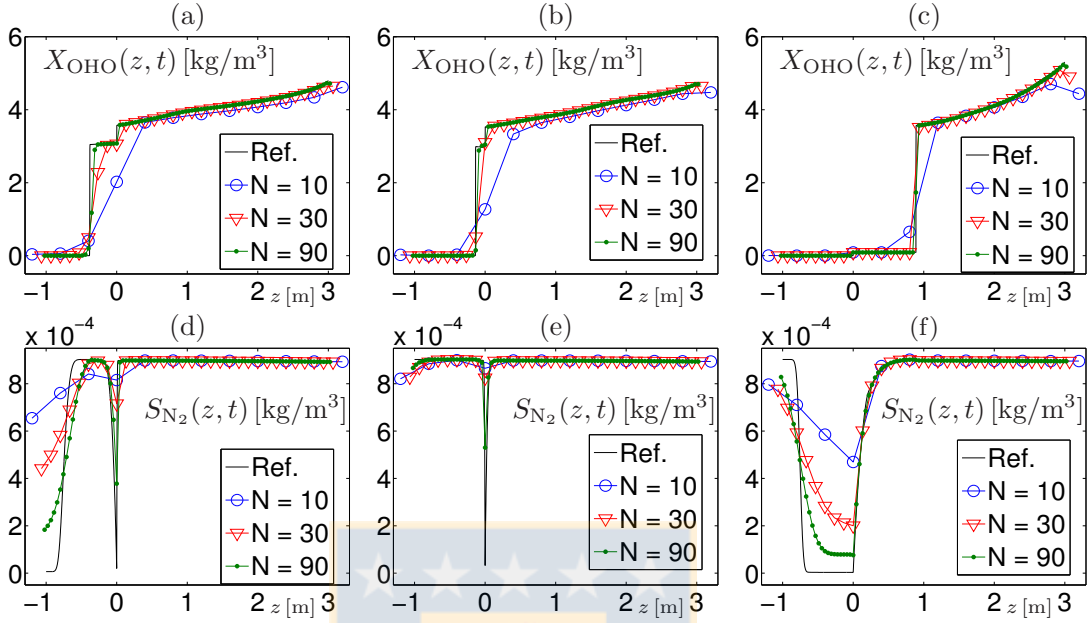 (a) (b) (c)
6 6 6
X_OHO(z, t) [kg/m³] X_OHO(z, t) [kg/m³] X_OHO(z, t) [kg/m³]
4 4 4
Ref. Ref. Ref.
2 N = 10 2 N = 10 2 N = 10
N = 30 N = 30 N = 30
N = 90 N = 90 N = 90
0 0 0
−1 0 1 2 z [m] 3 −1 0 1 2 z [m] 3 −1 0 1 2 z [m] 3
x 10⁻⁴ (d) x 10⁻⁴ (e) x 10⁻⁴ (f)
8 8 8
S_N₂(z, t) [kg/m³] S_N₂(z, t) [kg/m³] S_N₂(z, t) [kg/m³]
6 6 6
4 Ref. 4 Ref. 4 Ref.
N = 10 N = 10 N = 10
2 N = 30 2 N = 30 2 N = 30
0 N = 90 0 N = 90 0 N = 90
−1 0 1 2 z [m] 3 −1 0 1 2 z [m] 3 −1 0 1 2 z [m] 3